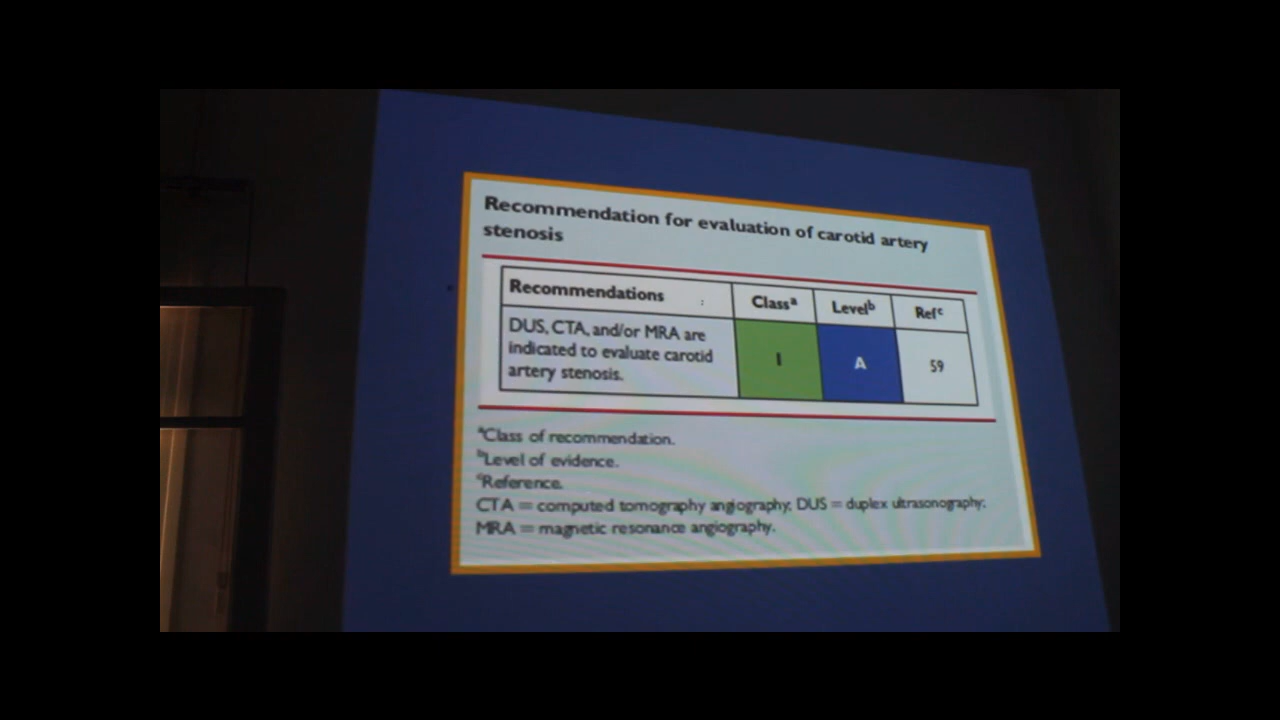 Recommendation for evaluation of carotid artery
stenosis
Recommendations Classᵃ Levelᵇ Refᶜ
DUS, CTA, and/or MRA are
indicated to evaluate carotid
artery stenosis.
I A 59
ᵃClass of recommendation.
ᵇLevel of evidence.
ᶜReference.
CTA = computed tomography angiography; DUS = duplex ultrasonography;
MRA = magnetic resonance angiography.